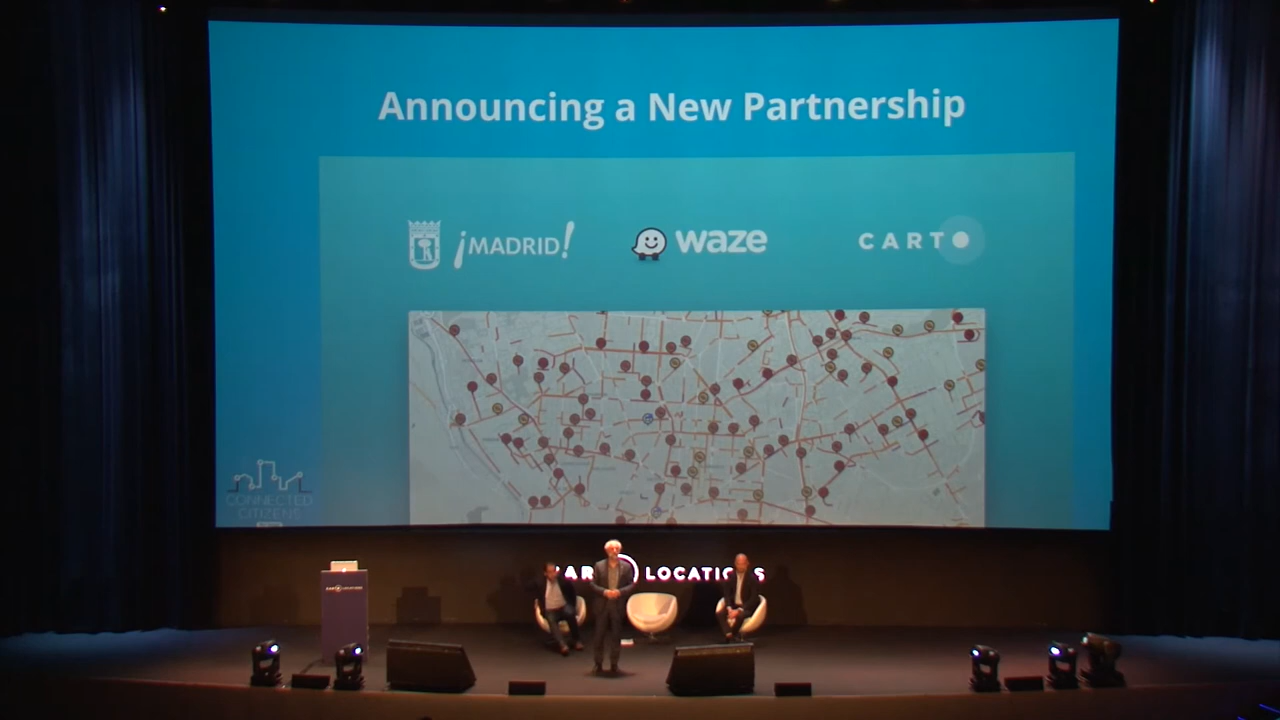 Announcing a New Partnership
¡MADRID!
waze
CARTO
CONNECTED
CITIZENS
LOCATIONS